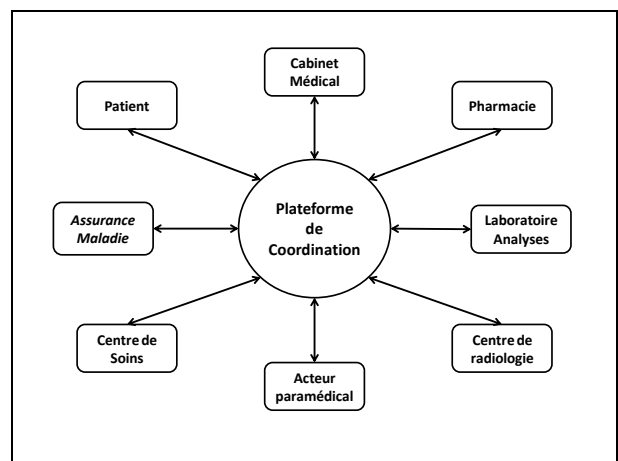 Cabinet
Médical
Patient
Pharmacie
Assurance
Maladie
Plateforme
de
Coordination
Laboratoire
Analyses
Centre de
Soins
Acteur
paramédical
Centre de
radiologie